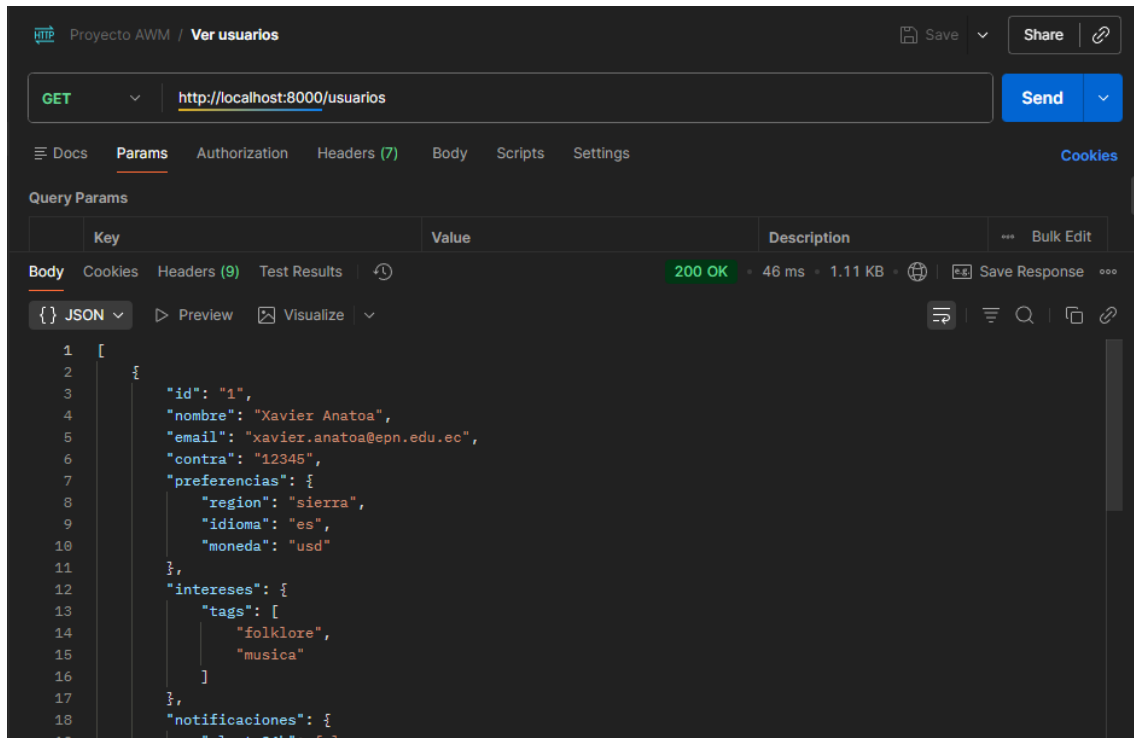 HTTP Proyecto AWM / Ver usuarios Save Share
GET http://localhost:8000/usuarios Send
Docs Params Authorization Headers (7) Body Scripts Settings Cookies
Query Params
Key Value Description Bulk Edit
Body Cookies Headers (9) Test Results 200 OK 46 ms 1.11 KB e.g. Save Response
{} JSON Preview Visualize
1 [
2 {
3 "id": "1",
4 "nombre": "Xavier Anatoa",
5 "email": "xavier.anatoa@epn.edu.ec",
6 "contra": "12345",
7 "preferencias": {
8 "region": "sierra",
9 "idioma": "es",
10 "moneda": "usd"
11 },
12 "intereses": {
13 "tags": [
14 "folklore",
15 "musica"
16 ]
17 },
18 "notificaciones": {